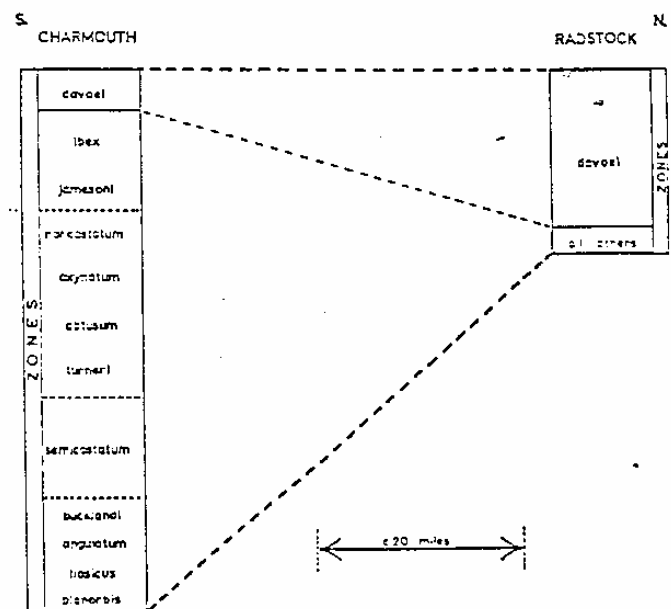 S.
N.
CHARMOUTH
RADSTOCK
davoei
ibex
jamesoni
raricostatum
oxynotum
obtusum
turneri
semicostatum
bucklandi
angulatum
liasicus
planorbis
ZONES
davoei
all others
ZONES
c 20 miles